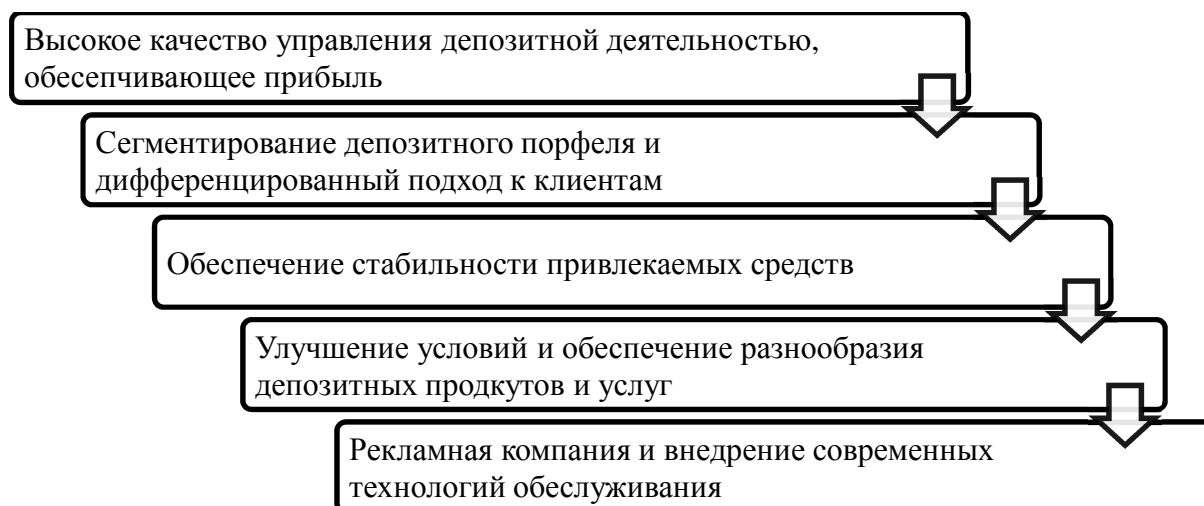 Высокое качество управления депозитной деятельностью,
обесепчивающее прибыль
Сегментирование депозитного порфеля и
дифференцированный подход к клиентам
Обеспечение стабильности привлекаемых средств
Улучшение условий и обеспечение разнообразия
депозитных продкутов и услуг
Рекламная компания и внедрение современных
технологий обеслуживания